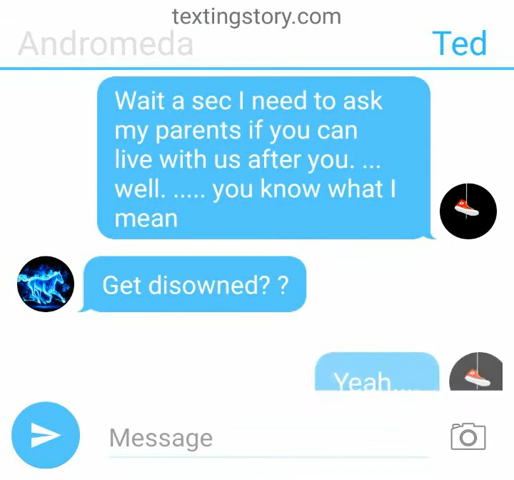 textingstory.com
Andromeda
Ted
Wait a sec I need to ask
my parents if you can
live with us after you. ...
well. ..... you know what I
mean
Get disowned? ?
Yeah....
Message